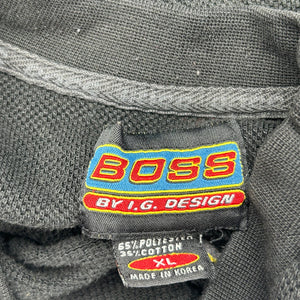 BOSS
BY I.G. DESIGN
65% POLYESTER
35% COTTON
XL
MADE IN KOREA